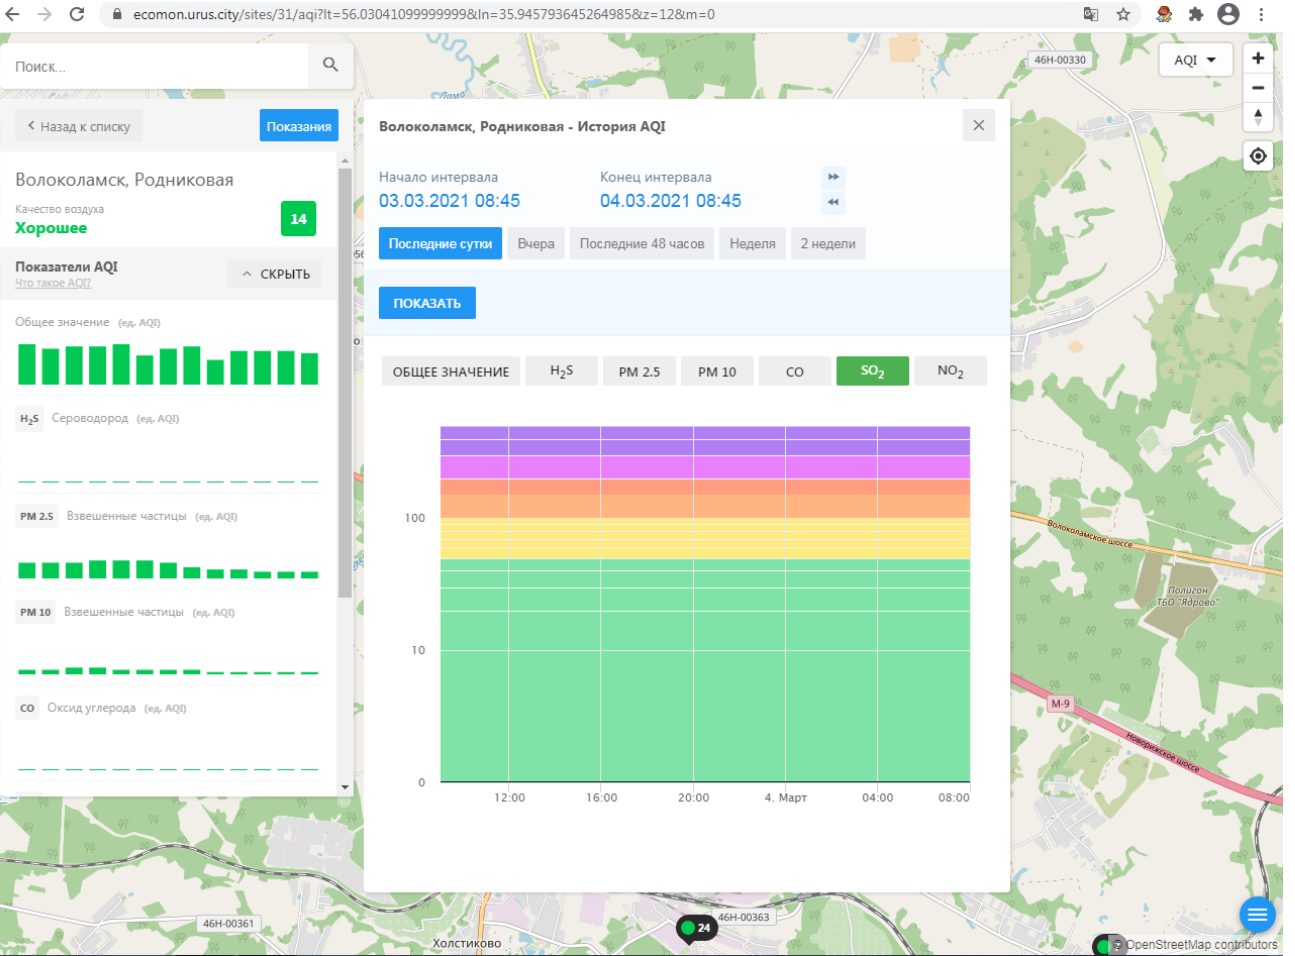 ecomon.urus.city/sites/31/aqi?lt=56.03041099999999&ln=35.945793645264985&z=12&m=0
Поиск...
46Н-00330
AQI
Назад к списку
Показания
Волоколамск, Родниковая - История AQI
Волоколамск, Родниковая
Качество воздуха
Хорошее
14
Начало интервала
Конец интервала
03.03.2021 08:45
04.03.2021 08:45
Последние сутки
Вчера
Последние 48 часов
Неделя
2 недели
Показатели AQI
Что такое AQI?
СКРЫТЬ
ПОКАЗАТЬ
Общее значение (ед. AQI)
ОБЩЕЕ ЗНАЧЕНИЕ
H₂S
PM 2.5
PM 10
CO
SO₂
NO₂
H₂S Сероводород (ед. AQI)
PM 2.5 Взвешенные частицы (ед. AQI)
PM 10 Взвешенные частицы (ед. AQI)
CO Оксид углерода (ед. AQI)
100
10
0
12:00
16:00
20:00
4. Март
04:00
08:00
Волоколамское шоссе
Полигон
ТБО "Ядрово"
М-9
Новорижское шоссе
46Н-00361
Холстиково
24
46Н-00363
© OpenStreetMap contributors